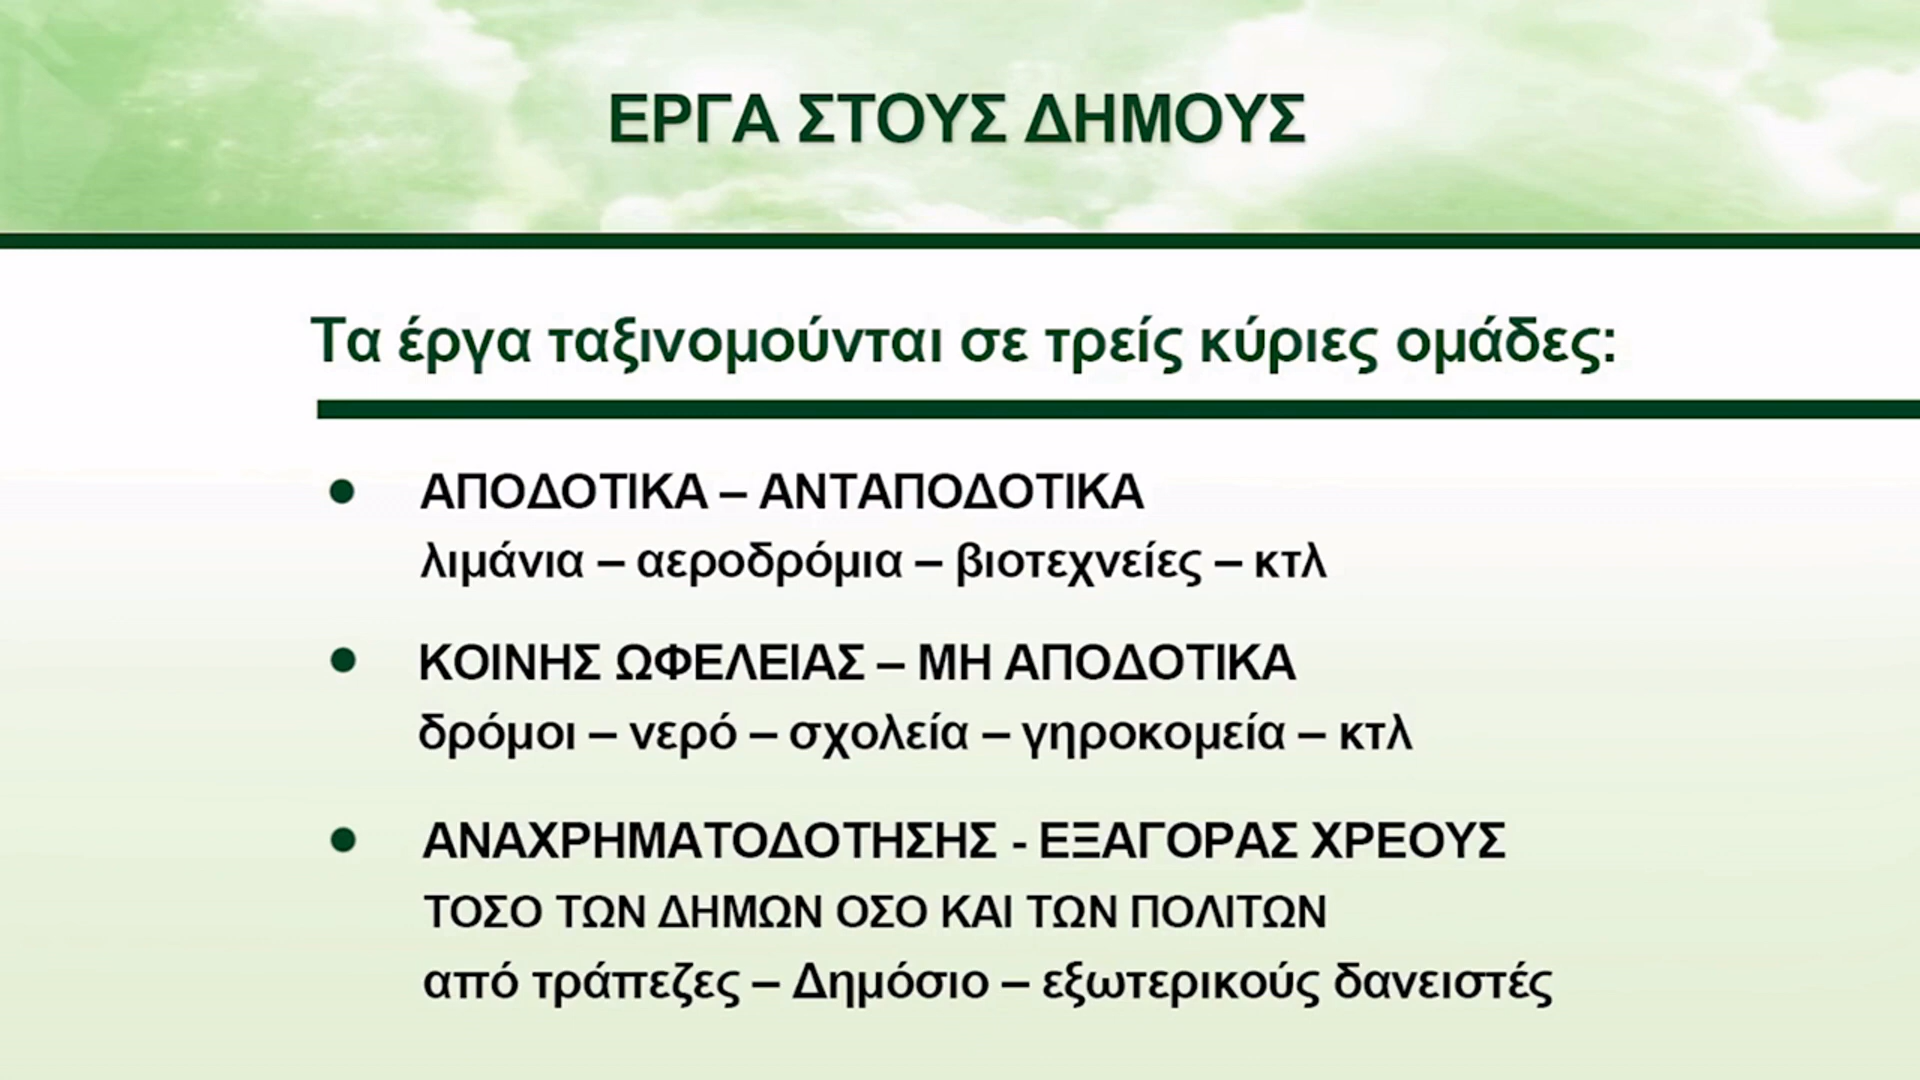 ΕΡΓΑ ΣΤΟΥΣ ΔΗΜΟΥΣ
Τα έργα ταξινομούνται σε τρείς κύριες ομάδες:
● ΑΠΟΔΟΤΙΚΑ – ΑΝΤΑΠΟΔΟΤΙΚΑ
λιμάνια – αεροδρόμια – βιοτεχνείες – κτλ
● ΚΟΙΝΗΣ ΩΦΕΛΕΙΑΣ – ΜΗ ΑΠΟΔΟΤΙΚΑ
δρόμοι – νερό – σχολεία – γηροκομεία – κτλ
● ΑΝΑΧΡΗΜΑΤΟΔΟΤΗΣΗΣ - ΕΞΑΓΟΡΑΣ ΧΡΕΟΥΣ
ΤΟΣΟ ΤΩΝ ΔΗΜΩΝ ΟΣΟ ΚΑΙ ΤΩΝ ΠΟΛΙΤΩΝ
από τράπεζες – Δημόσιο – εξωτερικούς δανειστές